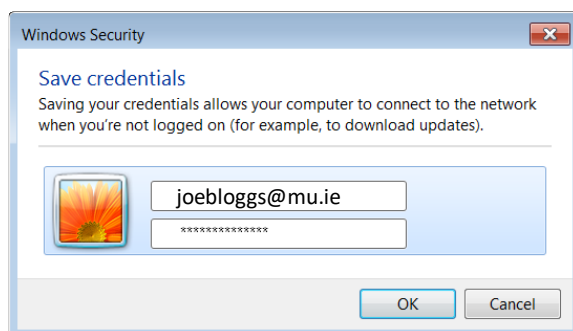 Windows Security
Save credentials
Saving your credentials allows your computer to connect to the network
when you're not logged on (for example, to download updates).
joebloggs@mu.ie
**************
OK
Cancel